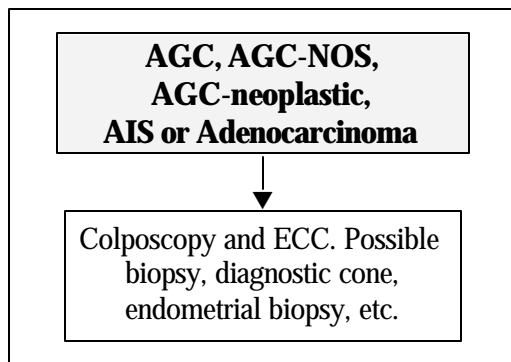 AGC, AGC-NOS,
AGC-neoplastic,
AIS or Adenocarcinoma
Colposcopy and ECC. Possible
biopsy, diagnostic cone,
endometrial biopsy, etc.